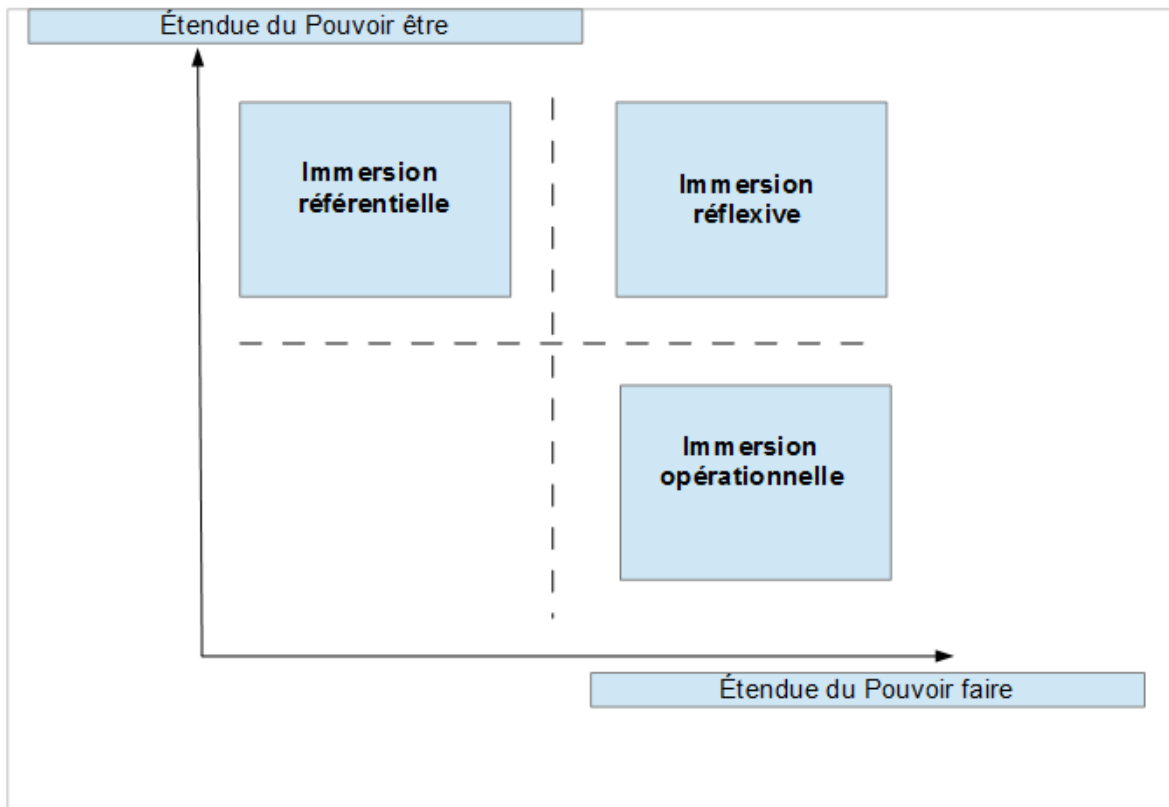 Étendue du Pouvoir être
Immersion
référentielle
Immersion
réflexive
Immersion
opérationnelle
Étendue du Pouvoir faire